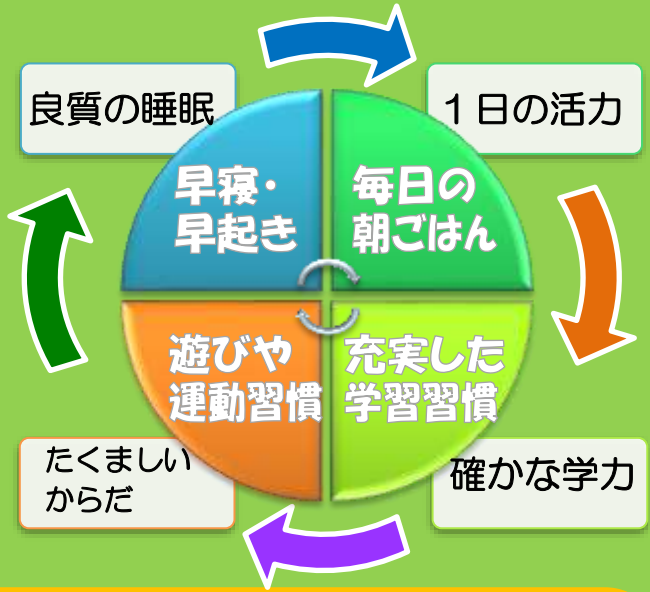 良質の睡眠
１日の活力
早寝・
早起き
毎日の
朝ごはん
遊びや
運動習慣
充実した
学習習慣
たくましい
からだ
確かな学力